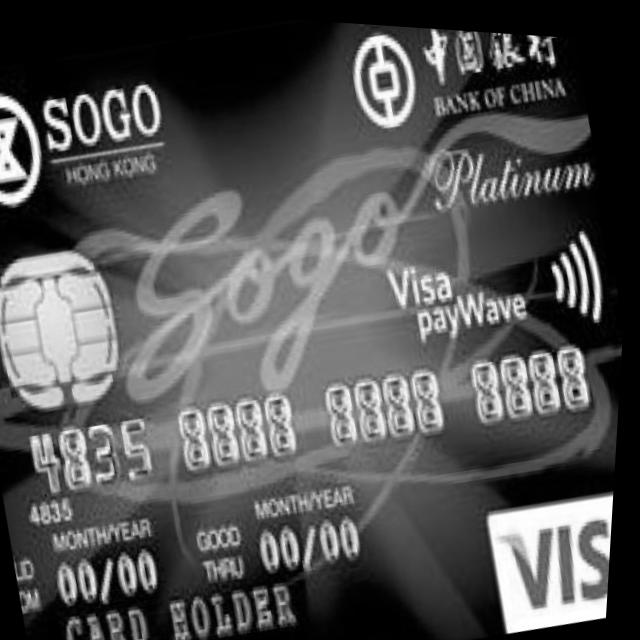 SOGO
HONG KONG
中国银行
BANK OF CHINA
Platinum
Sogo
Visa
payWave
4835 8888 8888 8888
4835
MONTH/YEAR
MONTH/YEAR
GOOD
THRU
00/00
00/00
CARD HOLDER
VIS